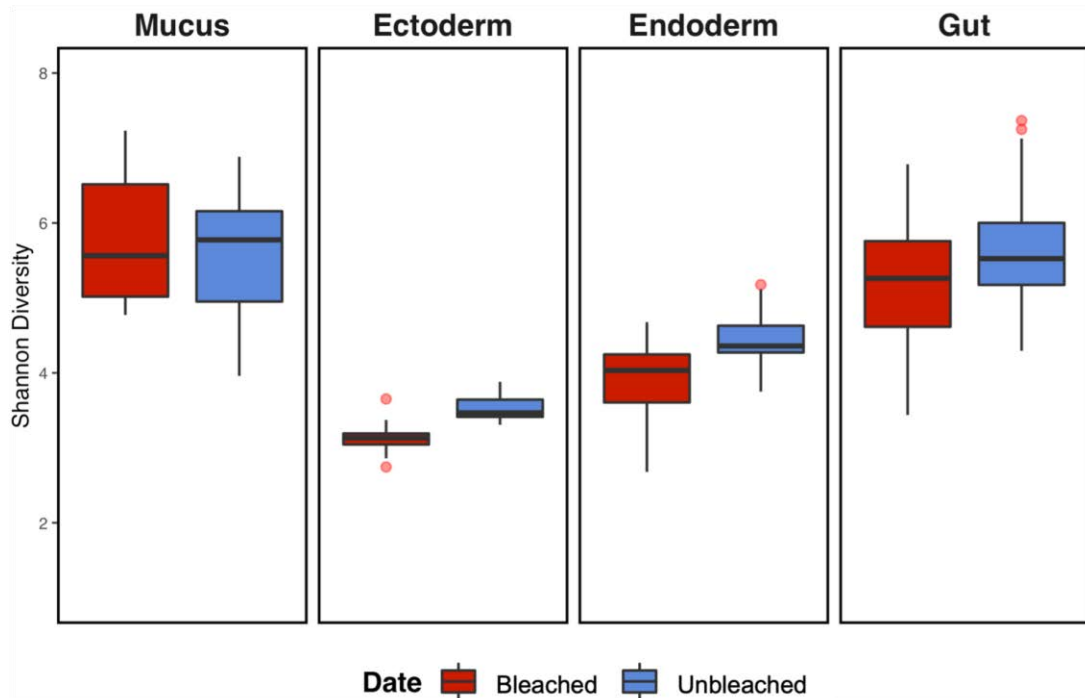 Mucus Ectoderm Endoderm Gut
8
6
4
2
Shannon Diversity
Date Bleached Unbleached